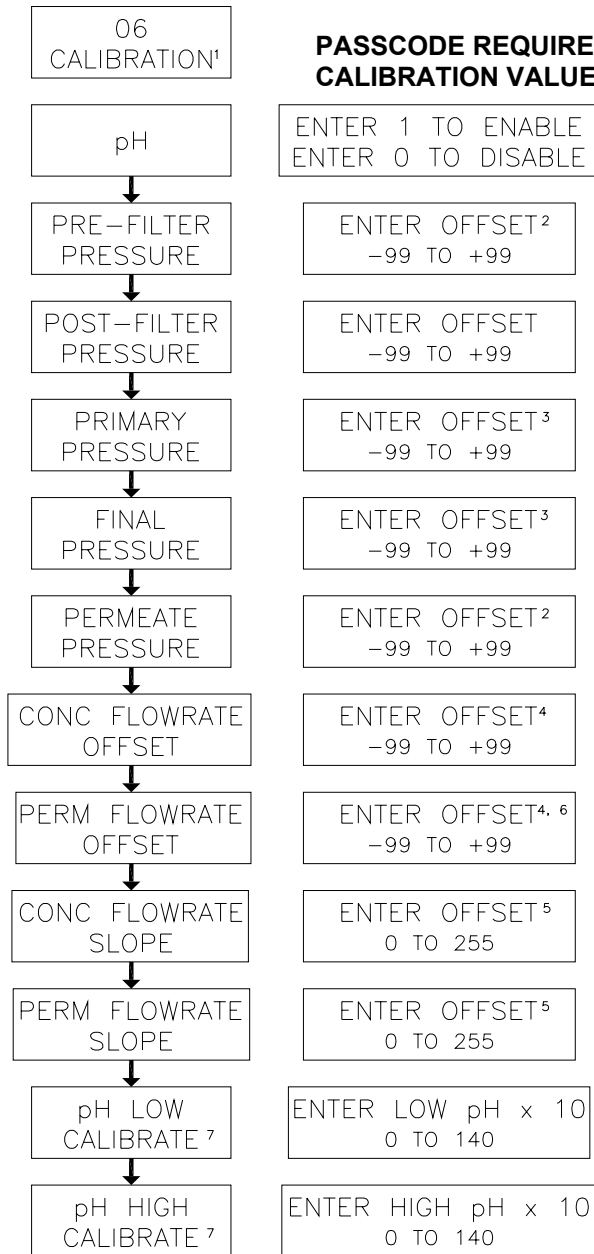 06
CALIBRATION¹
PASSCODE REQUIRE
CALIBRATION VALUE
pH
ENTER 1 TO ENABLE
ENTER 0 TO DISABLE
PRE-FILTER
PRESSURE
ENTER OFFSET²
-99 TO +99
POST-FILTER
PRESSURE
ENTER OFFSET
-99 TO +99
PRIMARY
PRESSURE
ENTER OFFSET³
-99 TO +99
FINAL
PRESSURE
ENTER OFFSET³
-99 TO +99
PERMEATE
PRESSURE
ENTER OFFSET²
-99 TO +99
CONC FLOWRATE
OFFSET
ENTER OFFSET⁴
-99 TO +99
PERM FLOWRATE
OFFSET
ENTER OFFSET⁴, ⁶
-99 TO +99
CONC FLOWRATE
SLOPE
ENTER OFFSET⁵
0 TO 255
PERM FLOWRATE
SLOPE
ENTER OFFSET⁵
0 TO 255
pH LOW
CALIBRATE ⁷
ENTER LOW pH x 10
0 TO 140
pH HIGH
CALIBRATE ⁷
ENTER HIGH pH x 10
0 TO 140